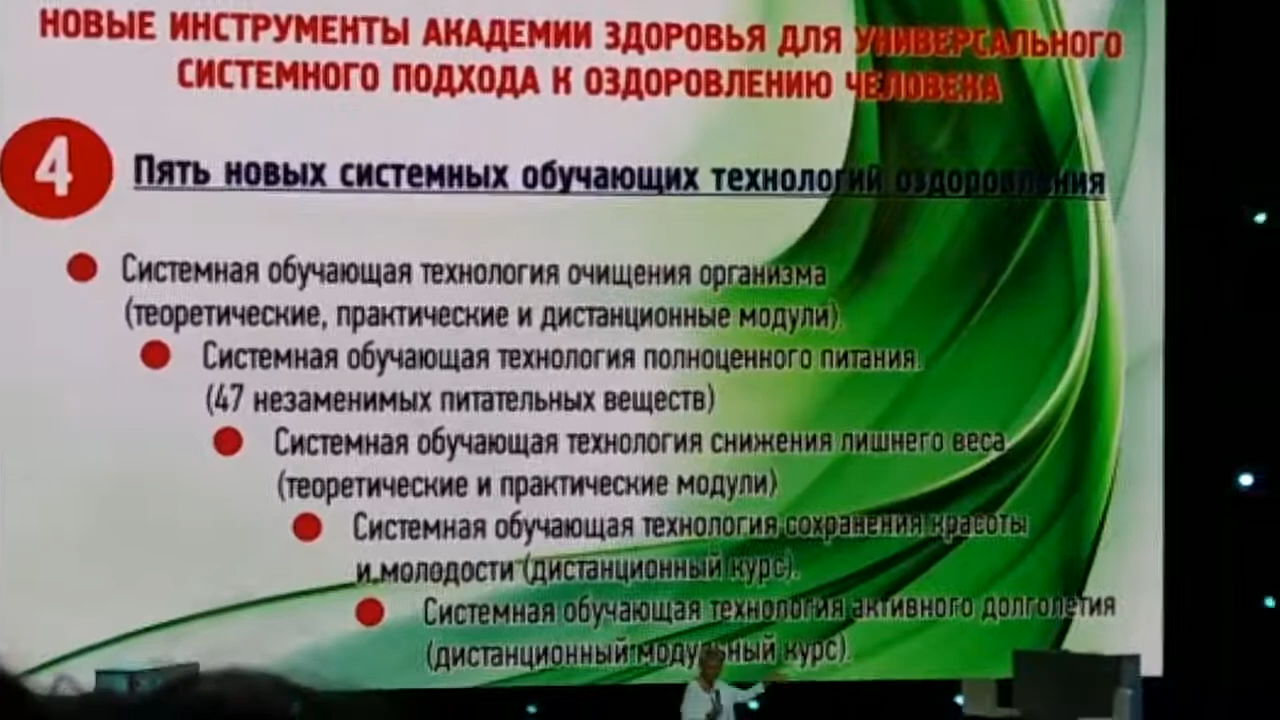 НОВЫЕ ИНСТРУМЕНТЫ АКАДЕМИИ ЗДОРОВЬЯ ДЛЯ УНИВЕРСАЛЬНОГО
СИСТЕМНОГО ПОДХОДА К ОЗДОРОВЛЕНИЮ ЧЕЛОВЕКА
4
Пять новых системных обучающих технологий оздоровления
Системная обучающая технология очищения организма
(теоретические, практические и дистанционные модули).
Системная обучающая технология полноценного питания.
(47 незаменимых питательных веществ)
Системная обучающая технология снижения лишнего веса.
(теоретические и практические модули)
Системная обучающая технология сохранения красоты
и молодости (дистанционный курс).
Системная обучающая технология активного долголетия
(дистанционный модульный курс).